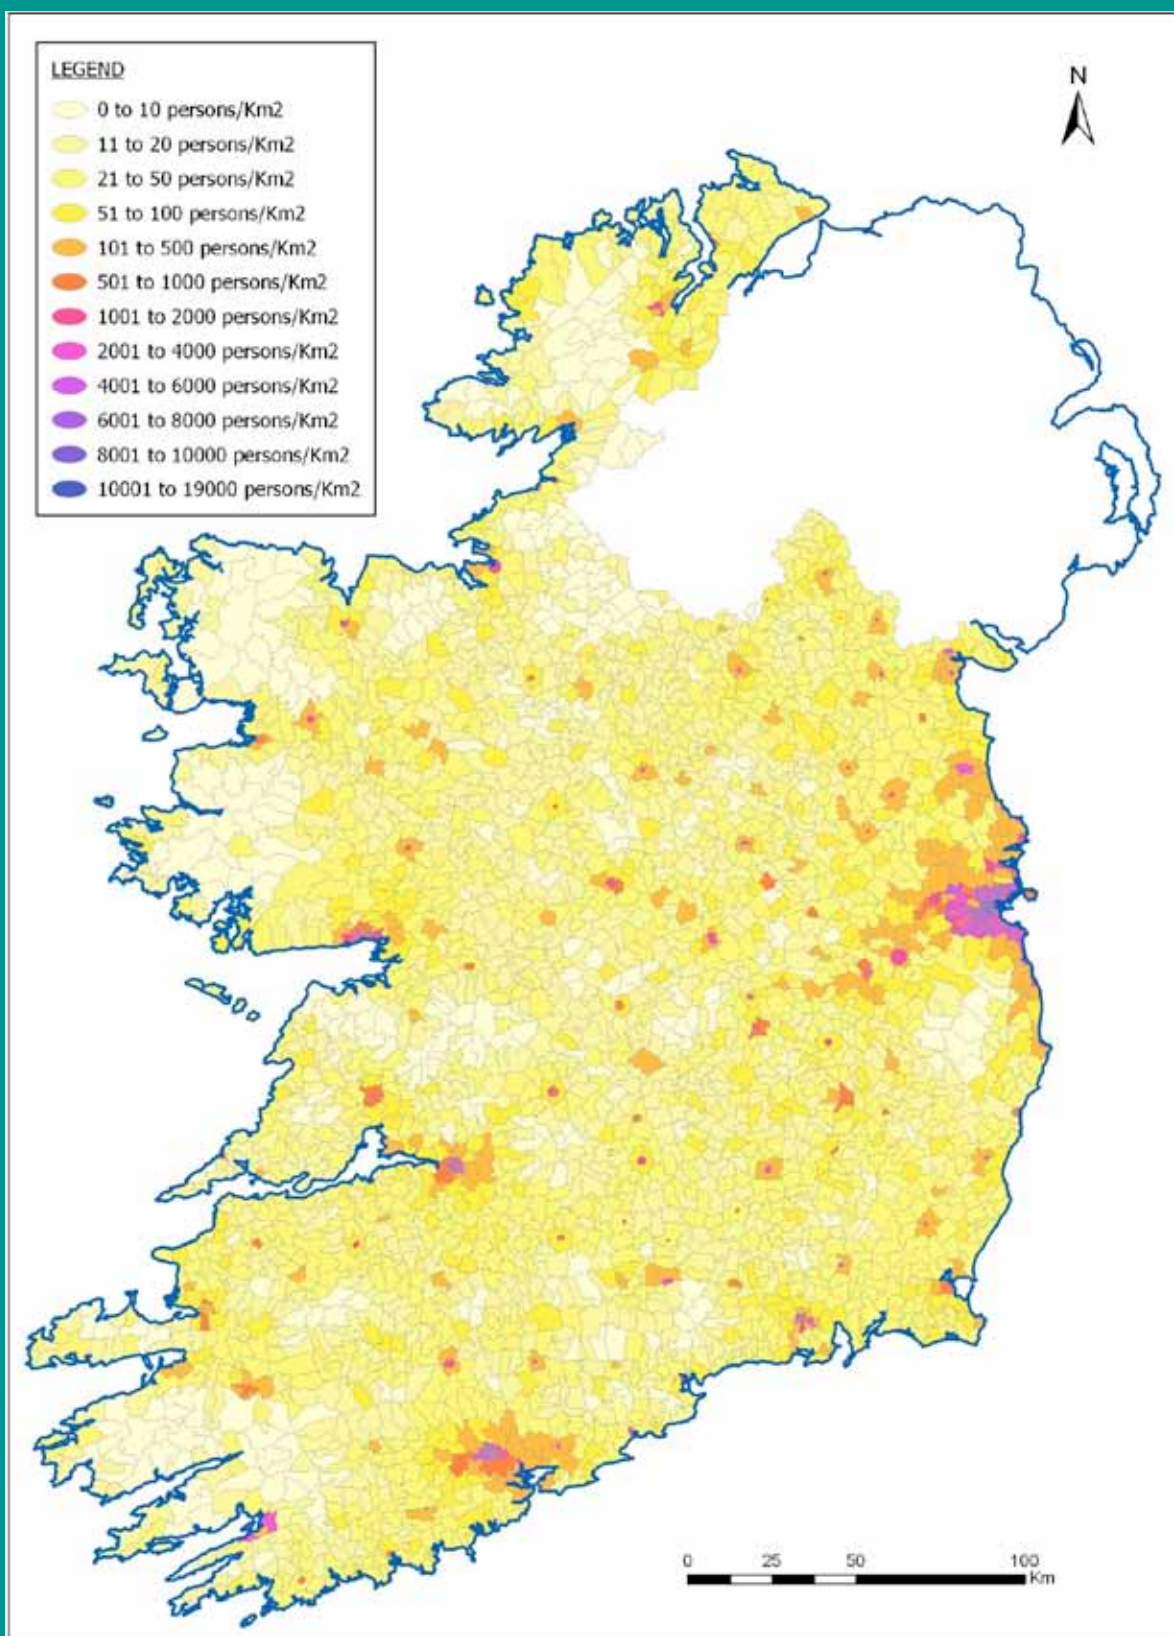 LEGEND
0 to 10 persons/Km2
11 to 20 persons/Km2
21 to 50 persons/Km2
51 to 100 persons/Km2
101 to 500 persons/Km2
501 to 1000 persons/Km2
1001 to 2000 persons/Km2
2001 to 4000 persons/Km2
4001 to 6000 persons/Km2
6001 to 8000 persons/Km2
8001 to 10000 persons/Km2
10001 to 19000 persons/Km2
N
0 25 50 100
Km